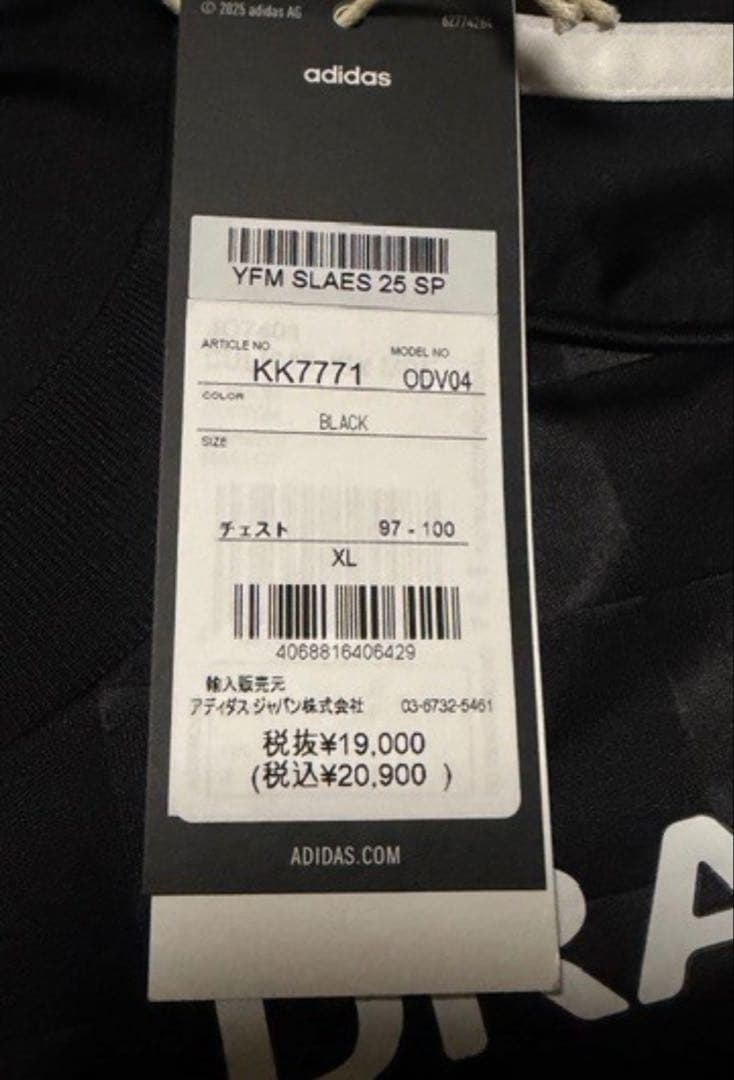 © 2025 adidas AG
62774264
adidas
YFM SLAES 25 SP
ARTICLE NO MODEL NO
KK7771 ODV04
COLOR
BLACK
SIZE
チェスト 97 - 100
XL
4068816406429
輸入販売元
アディダス ジャパン株式会社 03-6732-5461
税抜¥19,000
(税込¥20,900 )
ADIDAS.COM
DRA